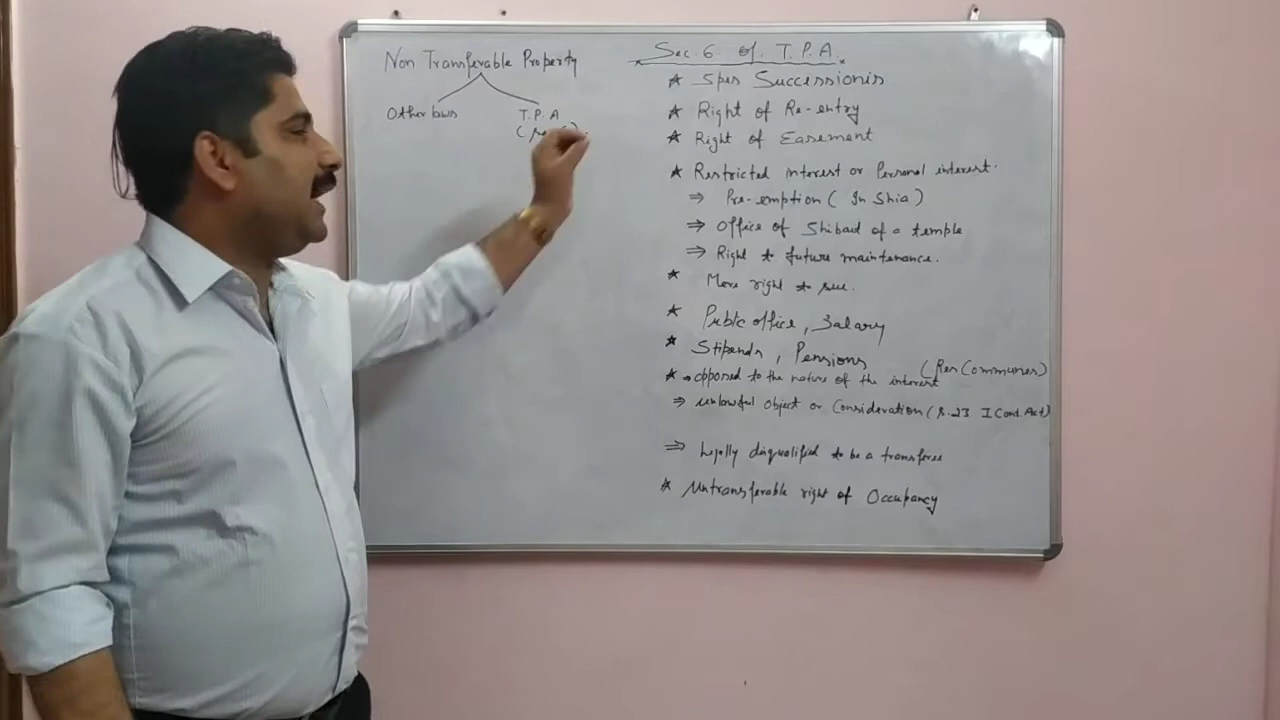 Non Transferable Property
Other laws
T.P.A
Sec. 6 of T.P.A.
★ Spes Successionis
★ Right of Re-entry
★ Right of Easement
★ Restricted interest or Personal interest.
⇒ Pre-emption (In Shia)
⇒ Office of Shibait of a temple
⇒ Right to future maintenance.
★ Mere right to sue.
★ Public office, Salary
★ Stipends, Pensions
★ → opposed to the nature of the interest (Res Communes)
⇒ unlawful Object or Consideration (S. 23 I Cont. Act)
⇒ legally disqualified to be a transferee
★ Untransferable right of Occupancy